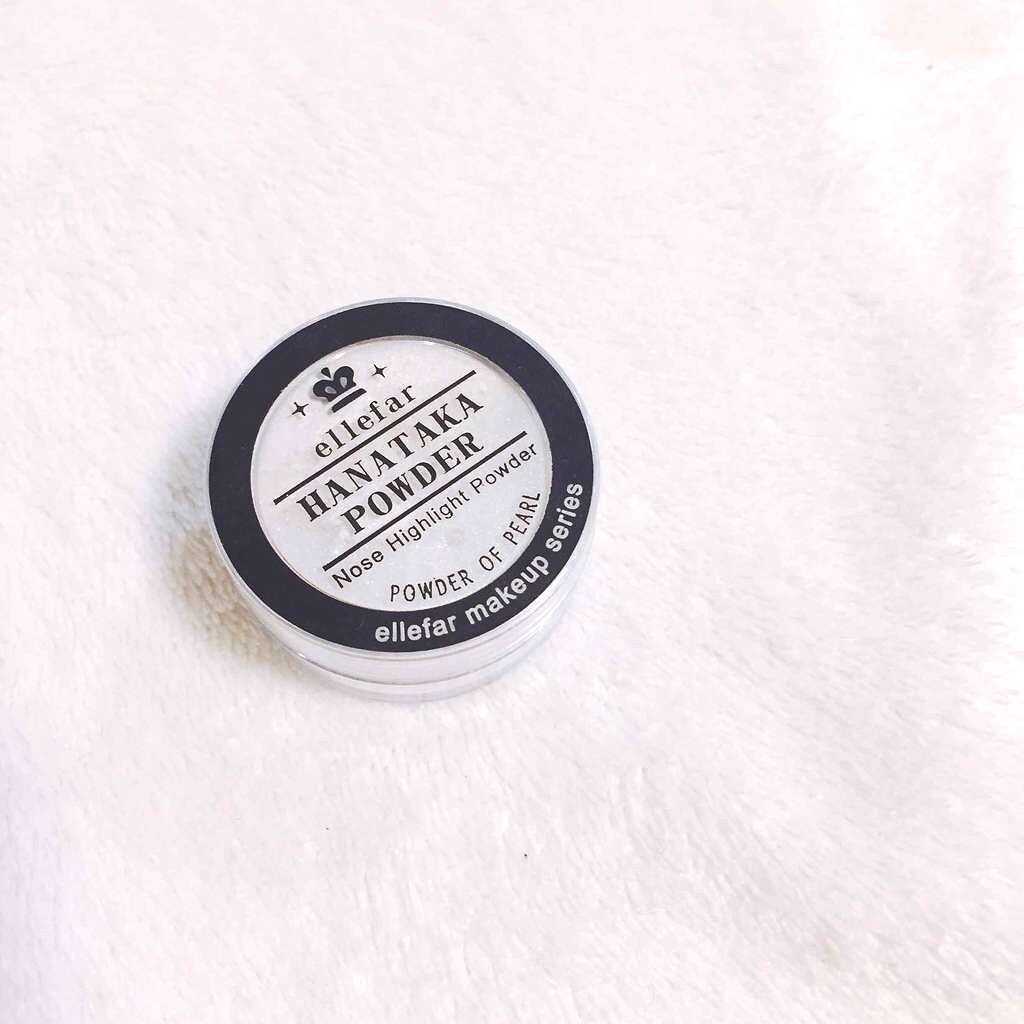 ellefar
HANATAKA
POWDER
Nose Highlight Powder
POWDER OF PEARL
ellefar makeup series